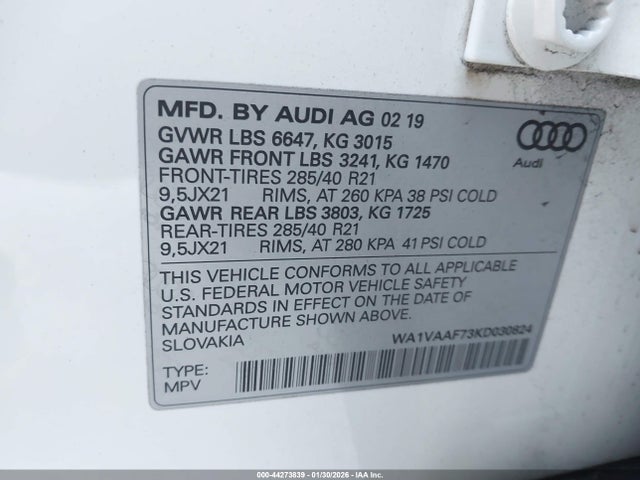 MFD. BY AUDI AG 02 19
GVWR LBS 6647, KG 3015
GAWR FRONT LBS 3241, KG 1470
FRONT-TIRES 285/40 R21
9,5JX21 RIMS, AT 260 KPA 38 PSI COLD
GAWR REAR LBS 3803, KG 1725
REAR-TIRES 285/40 R21
9,5JX21 RIMS, AT 280 KPA 41 PSI COLD
Audi
THIS VEHICLE CONFORMS TO ALL APPLICABLE
U.S. FEDERAL MOTOR VEHICLE SAFETY
STANDARDS IN EFFECT ON THE DATE OF
MANUFACTURE SHOWN ABOVE.
SLOVAKIA
WA1VAAF73KD030824
TYPE:
MPV
000-44273839 - 01/30/2026 - IAAI.COM